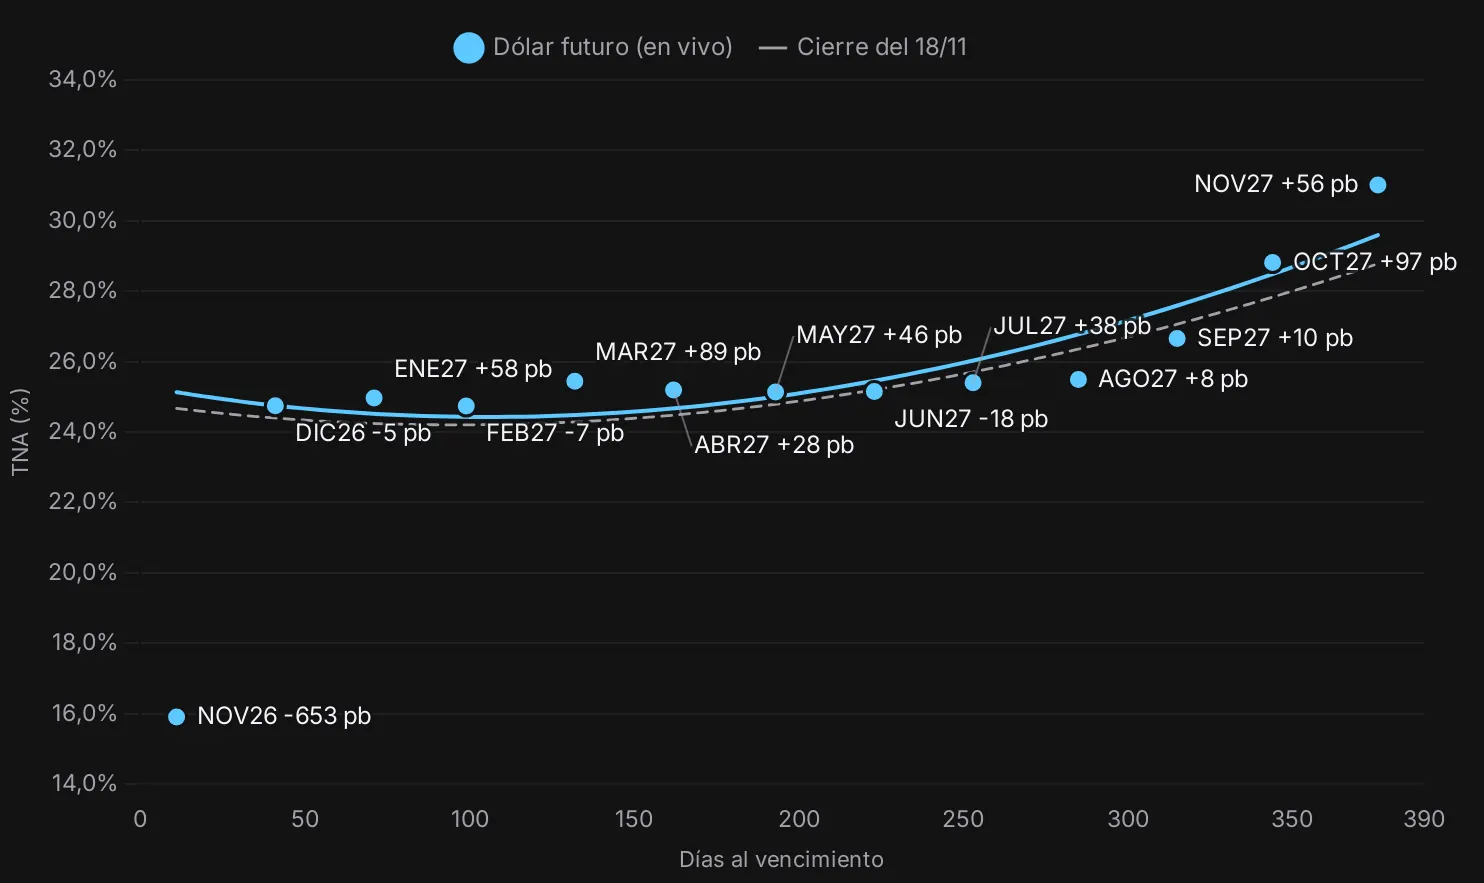 Dólar futuro (en vivo)
Cierre del 18/11
34,0%
32,0%
30,0%
28,0%
26,0%
24,0%
22,0%
20,0%
18,0%
16,0%
14,0%
TNA (%)
NOV26 -653 pb
DIC26 -5 pb
ENE27 +58 pb
FEB27 -7 pb
MAR27 +89 pb
ABR27 +28 pb
MAY27 +46 pb
JUN27 -18 pb
JUL27 +38 pb
AGO27 +8 pb
SEP27 +10 pb
OCT27 +97 pb
NOV27 +56 pb
0
50
100
150
200
250
300
350
390
Días al vencimiento